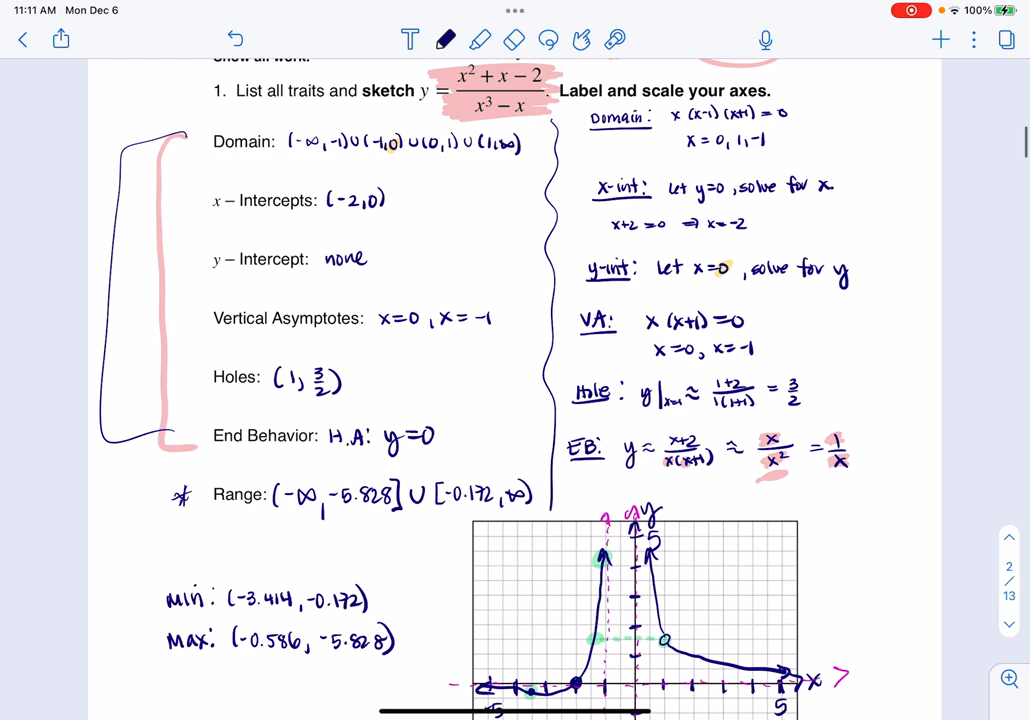 11:11 AM Mon Dec 6
100%
Show all work.
1. List all traits and sketch y = (x² + x − 2)/(x³ − x). Label and scale your axes.
Domain: (-∞, -1) ∪ (-1, 0) ∪ (0, 1) ∪ (1, ∞)
x – Intercepts: (-2, 0)
y – Intercept: none
Vertical Asymptotes: x=0, x=-1
Holes: (1, 3/2)
End Behavior: H.A: y=0
* Range: (-∞, -5.828] ∪ [-0.172, ∞)
min: (-3.414, -0.172)
max: (-0.586, -5.828)
Domain: x (x-1) (x+1) = 0
x = 0, 1, -1
x-int: Let y=0, solve for x.
x+2=0 ⇒ x=-2
y-int: Let x=0, solve for y
VA: x (x+1) = 0
x=0, x=-1
Hole: y|x=1 ≈ (1+2)/(1(1+1)) = 3/2
EB: y ≈ (x+2)/(x(x+1)) ≈ x/x² = 1/x
y
5
x
-5
5
2
/
13